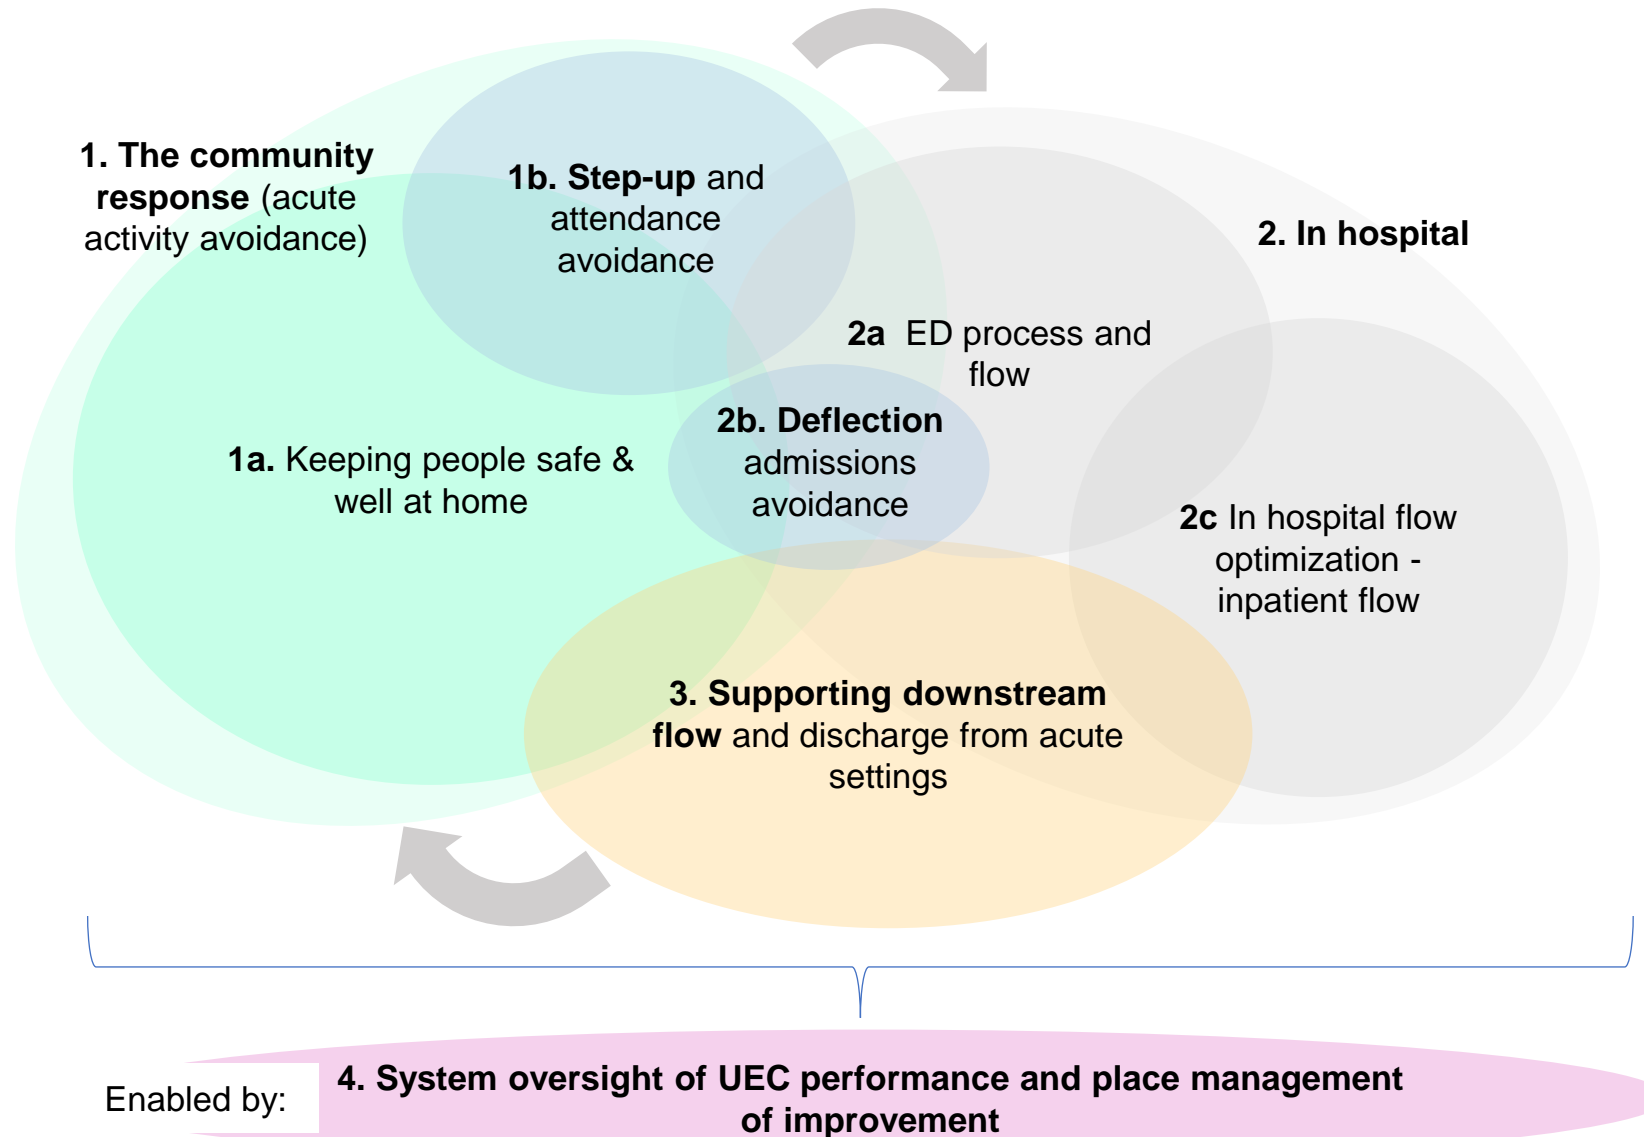 1. The community
response (acute
activity avoidance)
1b. Step-up and
attendance
avoidance
2. In hospital
2a  ED process and
flow
2b. Deflection
admissions
avoidance
1a. Keeping people safe &
well at home
2c In hospital flow
optimization -
inpatient flow
3. Supporting downstream
flow and discharge from acute
settings
Enabled by:
4. System oversight of UEC performance and place management
of improvement